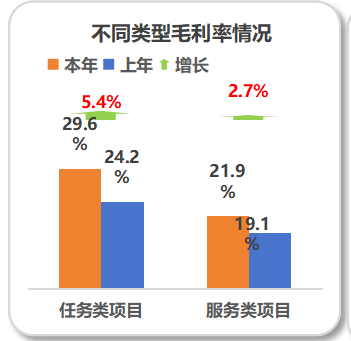 不同类型毛利率情况
本年 上年 增长
5.4%
2.7%
29.6
%
24.2
%
21.9
%
19.1
%
任务类项目
服务类项目